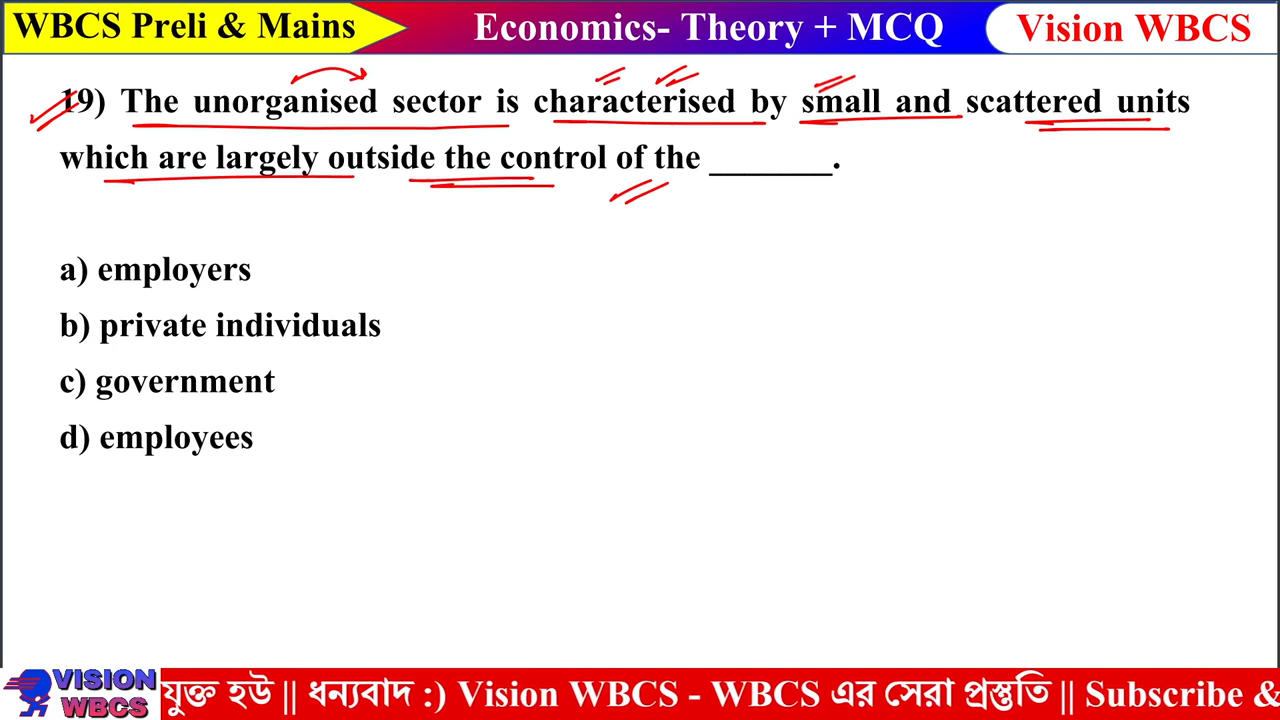 WBCS Preli & Mains
Economics- Theory + MCQ
Vision WBCS
19) The unorganised sector is characterised by small and scattered units
which are largely outside the control of the _______.
a) employers
b) private individuals
c) government
d) employees
VISION
WBCS
যুক্ত হউ || ধন্যবাদ :) Vision WBCS - WBCS এর সেরা প্রস্তুতি || Subscribe &